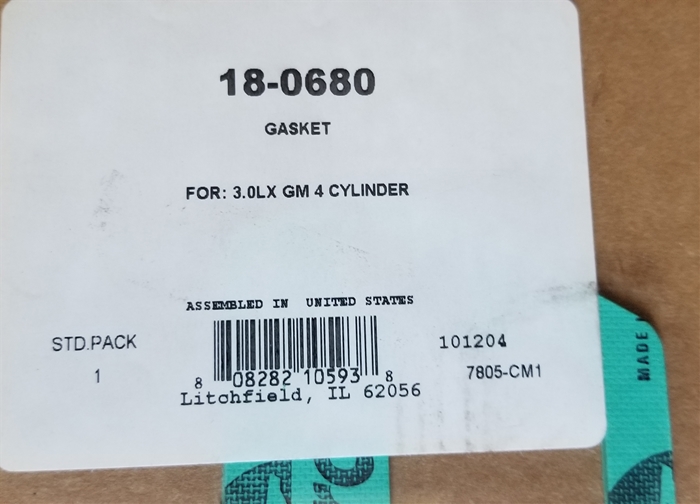 18-0680
GASKET
FOR: 3.0LX GM 4 CYLINDER
ASSEMBLED IN UNITED STATES
STD.PACK
1
8 08282 10593 8
Litchfield, IL 62056
101204
7805-CM1
MADE